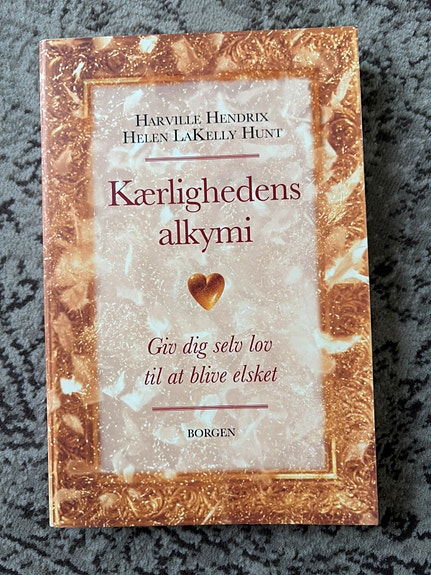 HARVILLE HENDRIX
HELEN LAKELLY HUNT
Kærlighedens
alkymi
Giv dig selv lov
til at blive elsket
BORGEN